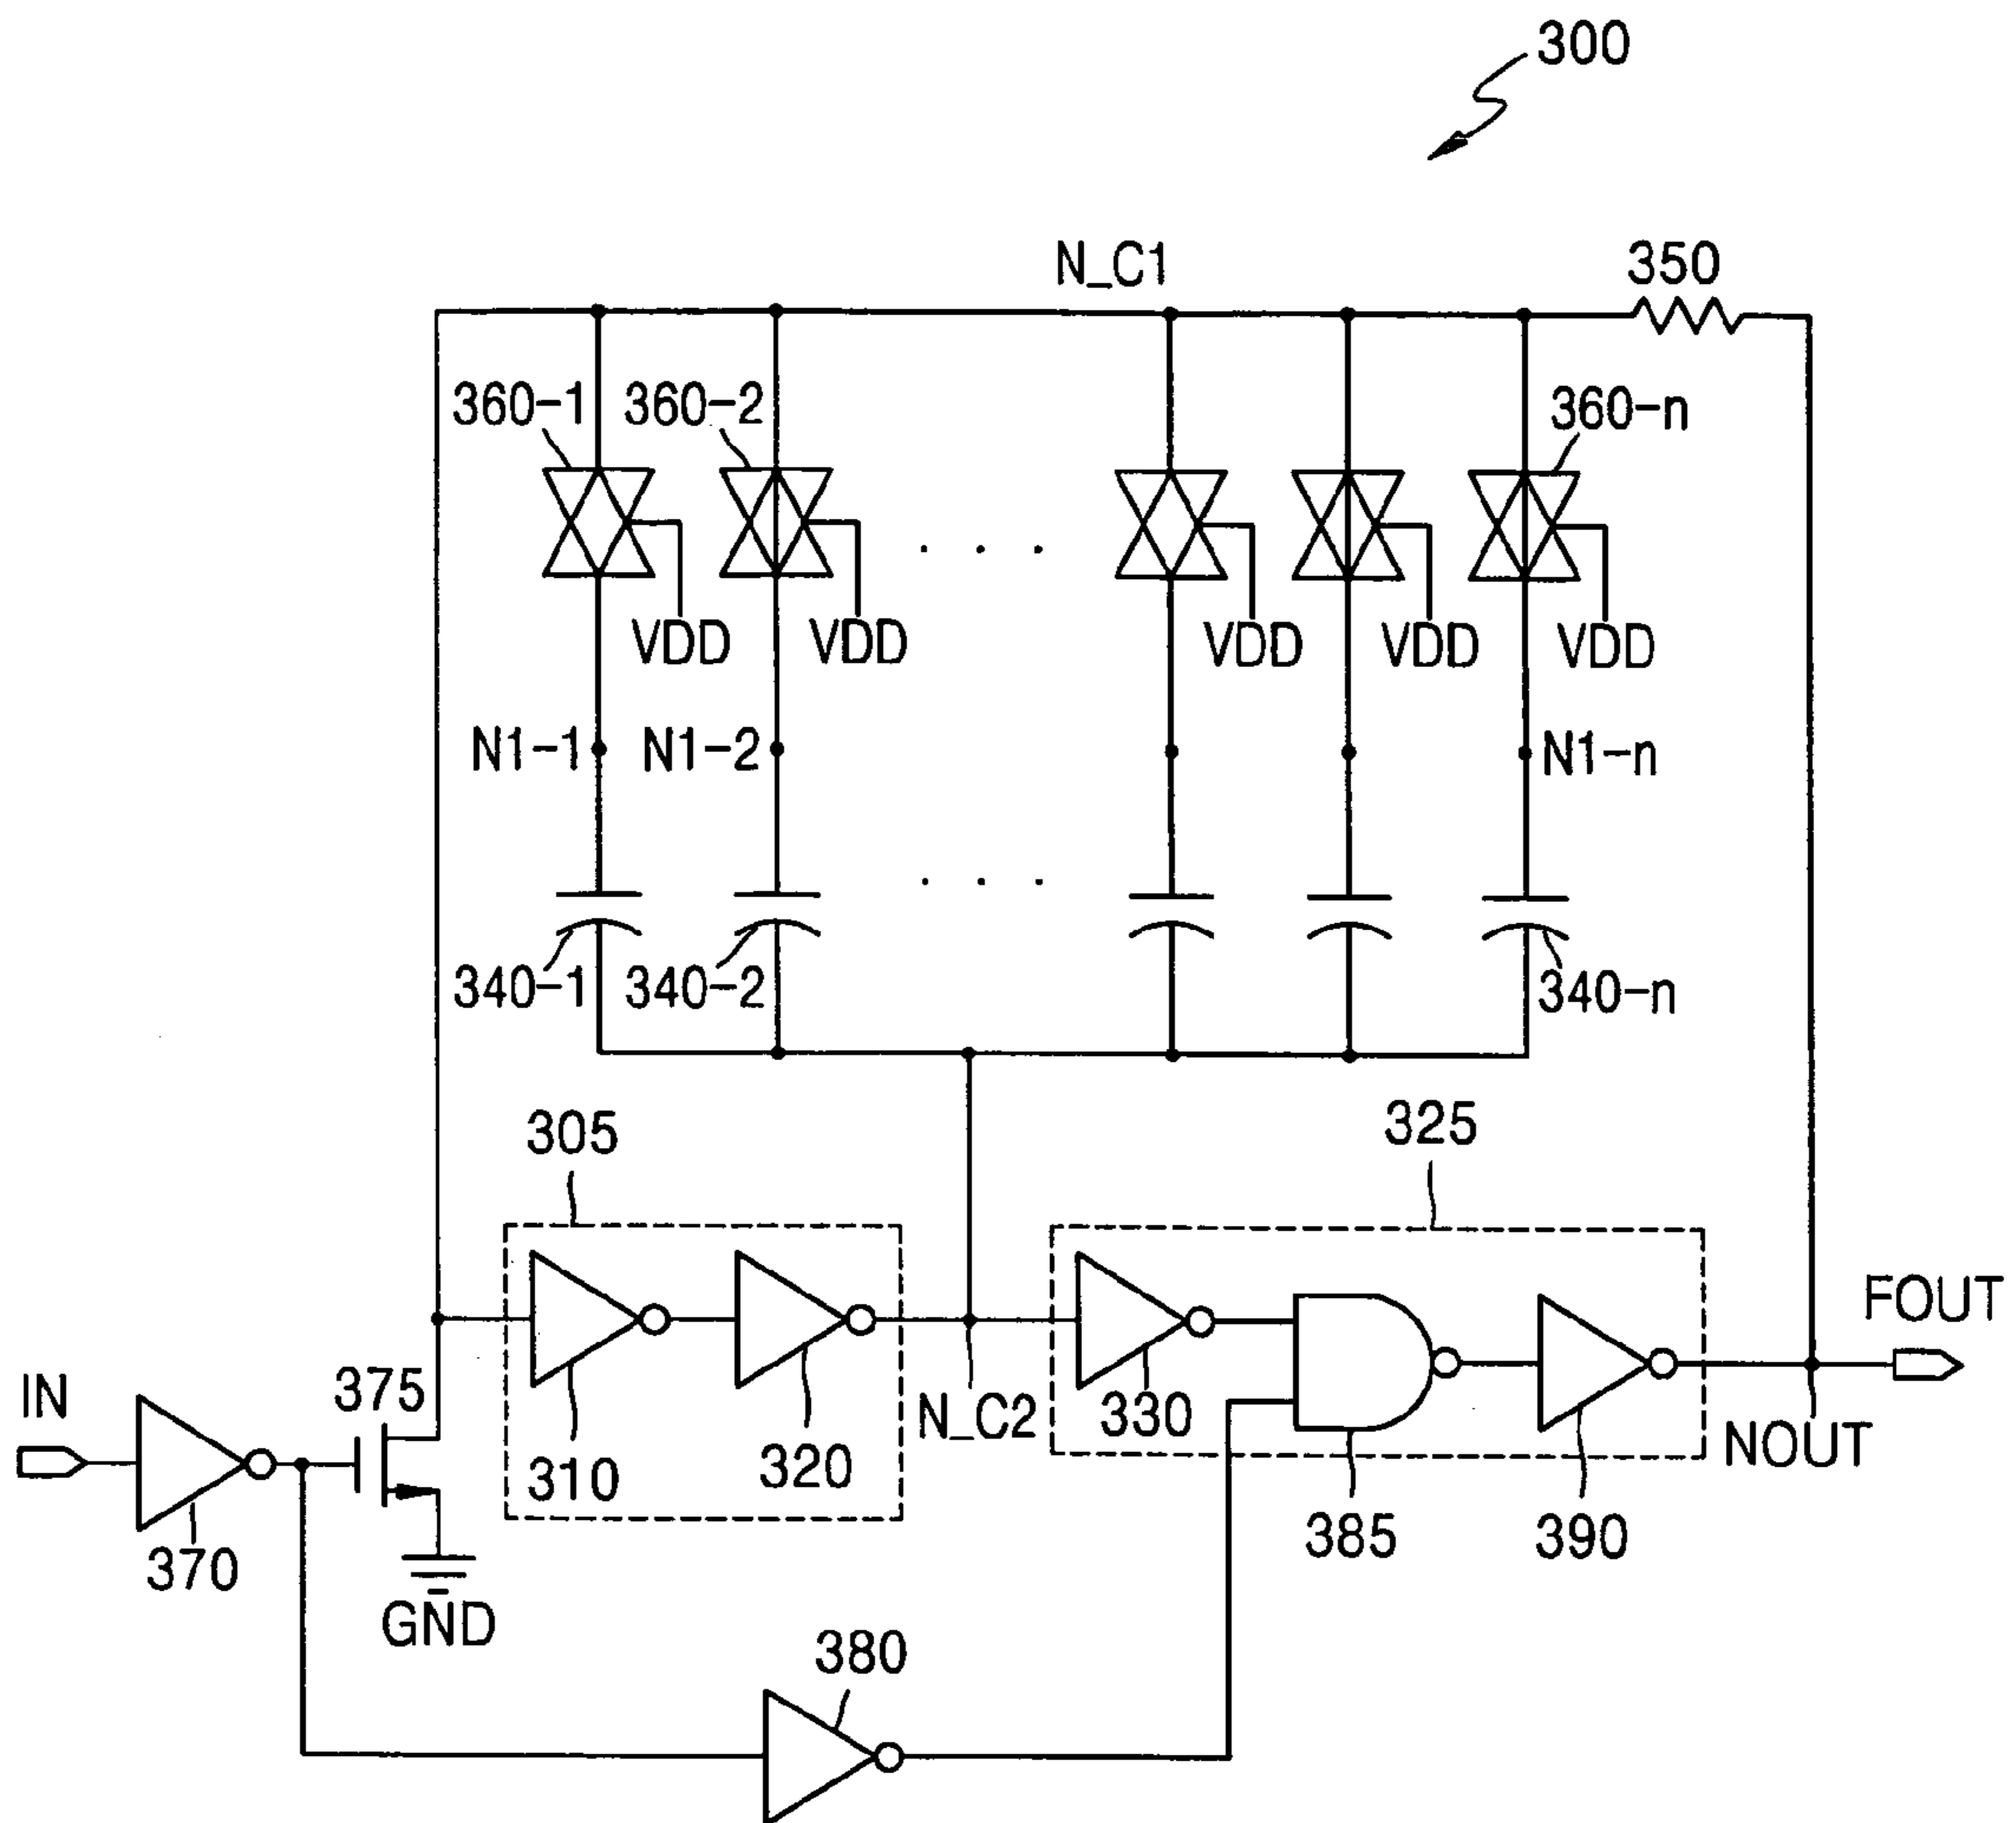 300
N_C1
350
360-1
360-2
360-n
VDD
VDD
VDD
VDD
VDD
N1-1
N1-2
N1-n
. . .
. . .
340-1
340-2
340-n
305
325
FOUT
IN
375
N_C2
330
NOUT
310
320
370
385
390
GND
380